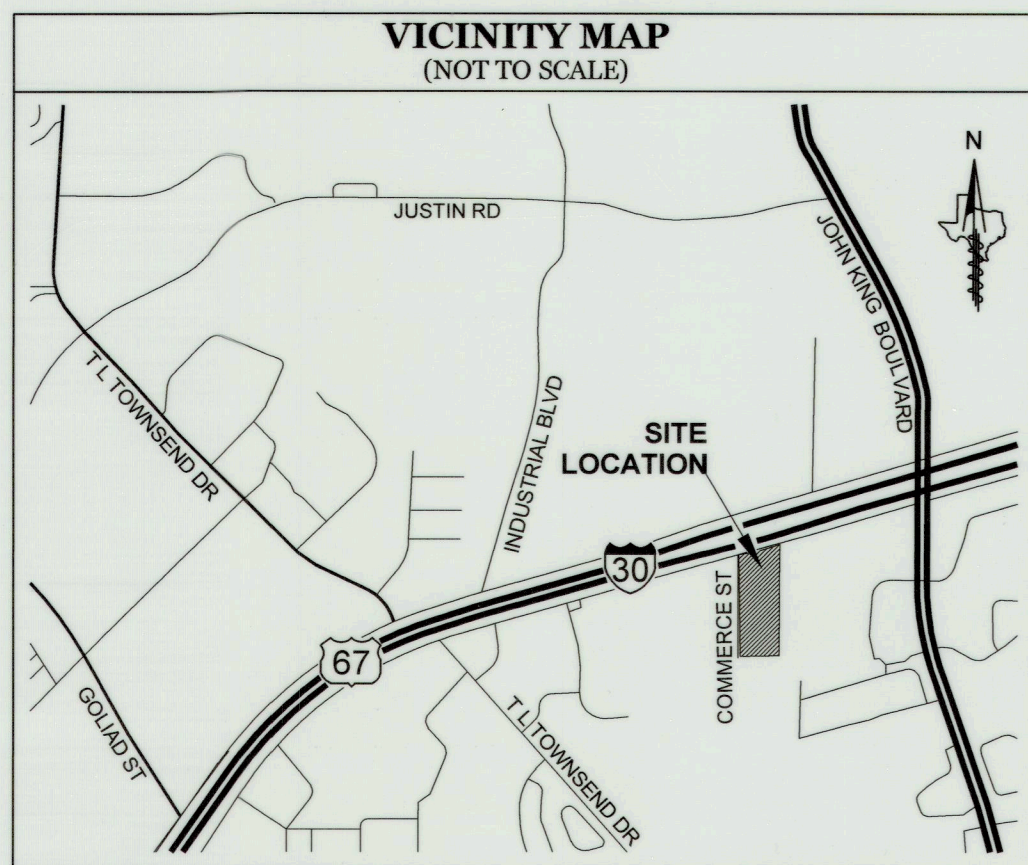 VICINITY MAP
(NOT TO SCALE)
N
JUSTIN RD
JOHN KING BOULVARD
T L TOWNSEND DR
INDUSTRIAL BLVD
SITE
LOCATION
30
COMMERCE ST
67
GOLIAD ST
T L TOWNSEND DR